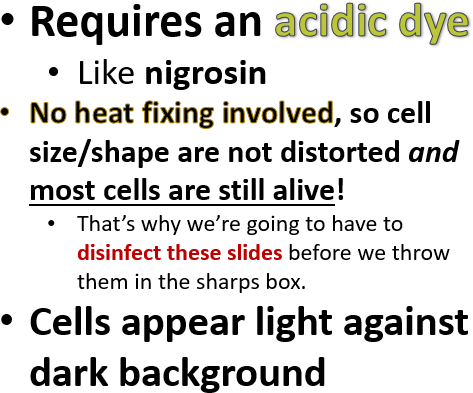 • Requires an acidic dye
• Like nigrosin
• No heat fixing involved, so cell
size/shape are not distorted and
most cells are still alive!
• That’s why we’re going to have to
disinfect these slides before we throw
them in the sharps box.
• Cells appear light against
dark background